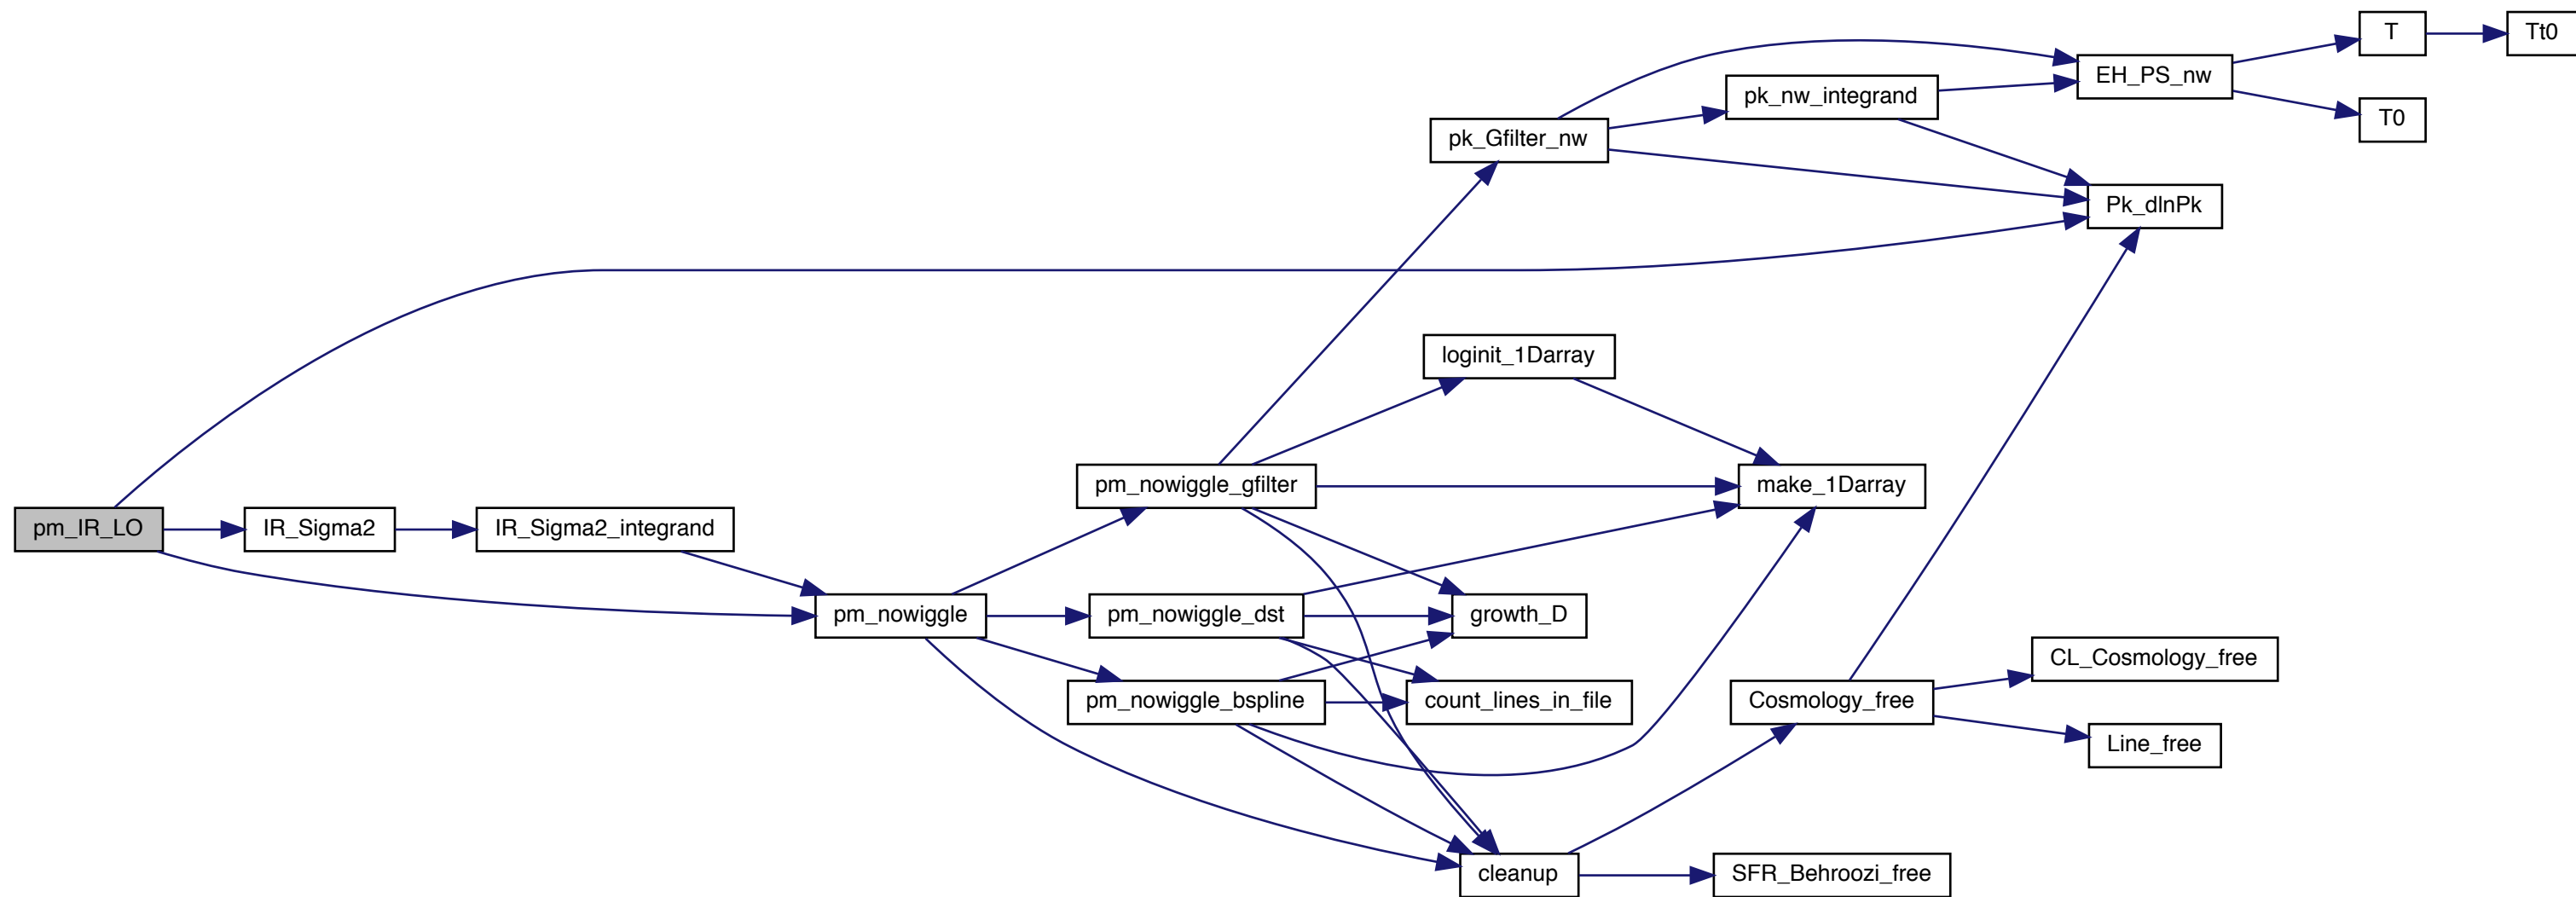 T
Tt0
EH_PS_nw
pk_nw_integrand
T0
pk_Gfilter_nw
Pk_dlnPk
loginit_1Darray
pm_nowiggle_gfilter
make_1Darray
pm_IR_LO
IR_Sigma2
IR_Sigma2_integrand
pm_nowiggle
pm_nowiggle_dst
growth_D
CL_Cosmology_free
pm_nowiggle_bspline
count_lines_in_file
Cosmology_free
Line_free
cleanup
SFR_Behroozi_free